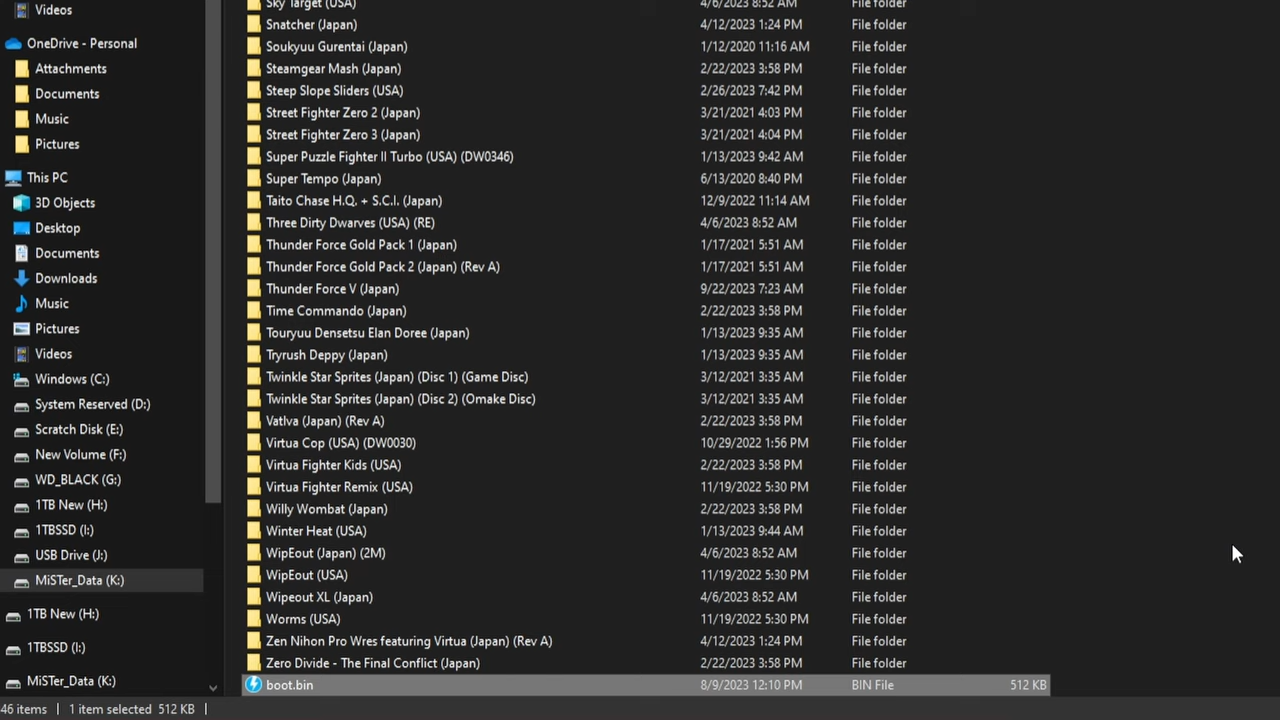 Videos
OneDrive - Personal
Attachments
Documents
Music
Pictures
This PC
3D Objects
Desktop
Documents
Downloads
Music
Pictures
Videos
Windows (C:)
System Reserved (D:)
Scratch Disk (E:)
New Volume (F:)
WD_BLACK (G:)
1TB New (H:)
1TBSSD (I:)
USB Drive (J:)
MiSTer_Data (K:)
1TB New (H:)
1TBSSD (I:)
MiSTer_Data (K:)
Sky Target (USA) 4/6/2023 8:52 AM File folder
Snatcher (Japan) 4/12/2023 1:24 PM File folder
Soukyuu Gurentai (Japan) 1/12/2020 11:16 AM File folder
Steamgear Mash (Japan) 2/22/2023 3:58 PM File folder
Steep Slope Sliders (USA) 2/26/2023 7:42 PM File folder
Street Fighter Zero 2 (Japan) 3/21/2021 4:03 PM File folder
Street Fighter Zero 3 (Japan) 3/21/2021 4:04 PM File folder
Super Puzzle Fighter II Turbo (USA) (DW0346) 1/13/2023 9:42 AM File folder
Super Tempo (Japan) 6/13/2020 8:40 PM File folder
Taito Chase H.Q. + S.C.I. (Japan) 12/9/2022 11:14 AM File folder
Three Dirty Dwarves (USA) (RE) 4/6/2023 8:52 AM File folder
Thunder Force Gold Pack 1 (Japan) 1/17/2021 5:51 AM File folder
Thunder Force Gold Pack 2 (Japan) (Rev A) 1/17/2021 5:51 AM File folder
Thunder Force V (Japan) 9/22/2023 7:23 AM File folder
Time Commando (Japan) 2/22/2023 3:58 PM File folder
Touryuu Densetsu Elan Doree (Japan) 1/13/2023 9:35 AM File folder
Tryrush Deppy (Japan) 1/13/2023 9:35 AM File folder
Twinkle Star Sprites (Japan) (Disc 1) (Game Disc) 3/12/2021 3:35 AM File folder
Twinkle Star Sprites (Japan) (Disc 2) (Omake Disc) 3/12/2021 3:35 AM File folder
Vatlva (Japan) (Rev A) 2/22/2023 3:58 PM File folder
Virtua Cop (USA) (DW0030) 10/29/2022 1:56 PM File folder
Virtua Fighter Kids (USA) 2/22/2023 3:58 PM File folder
Virtua Fighter Remix (USA) 11/19/2022 5:30 PM File folder
Willy Wombat (Japan) 2/22/2023 3:58 PM File folder
Winter Heat (USA) 1/13/2023 9:44 AM File folder
WipEout (Japan) (2M) 4/6/2023 8:52 AM File folder
WipEout (USA) 11/19/2022 5:30 PM File folder
Wipeout XL (Japan) 4/6/2023 8:52 AM File folder
Worms (USA) 11/19/2022 5:30 PM File folder
Zen Nihon Pro Wres featuring Virtua (Japan) (Rev A) 4/12/2023 1:24 PM File folder
Zero Divide - The Final Conflict (Japan) 2/22/2023 3:58 PM File folder
boot.bin 8/9/2023 12:10 PM BIN File 512 KB
46 items 1 item selected 512 KB